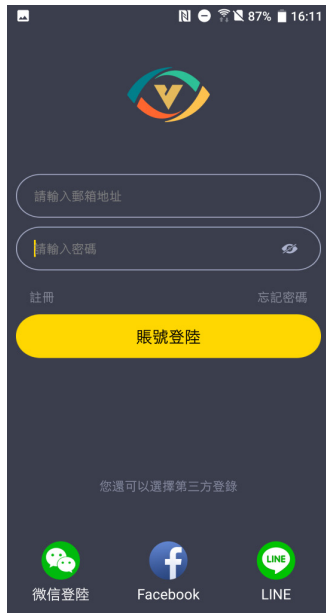 87% 16:11
V
請輸入郵箱地址
請輸入密碼
註冊 忘記密碼
賬號登陸
您還可以選擇第三方登錄
LINE
微信登陸 Facebook LINE